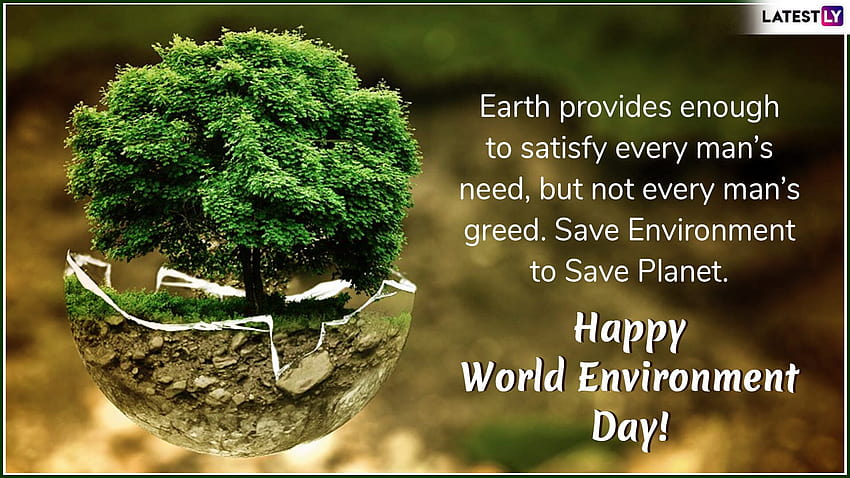 LATESTLY
Earth provides enough
to satisfy every man’s
need, but not every man’s
greed. Save Environment
to Save Planet.
Happy
World Environment
Day!